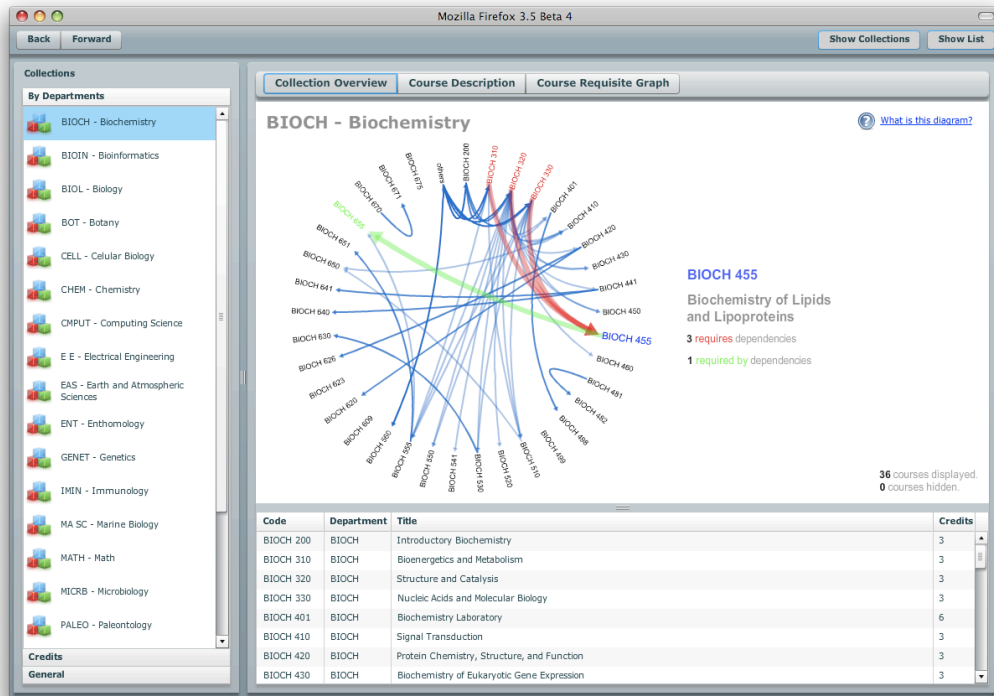 Mozilla Firefox 3.5 Beta 4
Back Forward Show Collections Show List
Collections
By Departments
BIOCH - Biochemistry
BIOIN - Bioinformatics
BIOL - Biology
BOT - Botany
CELL - Celular Biology
CHEM - Chemistry
CMPUT - Computing Science
E E - Electrical Engineering
EAS - Earth and Atmospheric
Sciences
ENT - Enthomology
GENET - Genetics
IMIN - Immunology
MA SC - Marine Biology
MATH - Math
MICRB - Microbiology
PALEO - Paleontology
Credits
General
Collection Overview Course Description Course Requisite Graph
BIOCH - Biochemistry
What is this diagram?
others
BIOCH 200
BIOCH 310
BIOCH 320
BIOCH 330
BIOCH 401
BIOCH 410
BIOCH 420
BIOCH 430
BIOCH 441
BIOCH 450
BIOCH 455
BIOCH 460
BIOCH 481
BIOCH 482
BIOCH 498
BIOCH 499
BIOCH 510
BIOCH 520
BIOCH 530
BIOCH 541
BIOCH 550
BIOCH 555
BIOCH 560
BIOCH 609
BIOCH 620
BIOCH 623
BIOCH 626
BIOCH 630
BIOCH 640
BIOCH 641
BIOCH 650
BIOCH 651
BIOCH 655
BIOCH 670
BIOCH 671
BIOCH 675
BIOCH 455
Biochemistry of Lipids
and Lipoproteins
3 requires dependencies
1 required by dependencies
36 courses displayed.
0 courses hidden.
Code Department Title Credits
BIOCH 200 BIOCH Introductory Biochemistry 3
BIOCH 310 BIOCH Bioenergetics and Metabolism 3
BIOCH 320 BIOCH Structure and Catalysis 3
BIOCH 330 BIOCH Nucleic Acids and Molecular Biology 3
BIOCH 401 BIOCH Biochemistry Laboratory 6
BIOCH 410 BIOCH Signal Transduction 3
BIOCH 420 BIOCH Protein Chemistry, Structure, and Function 3
BIOCH 430 BIOCH Biochemistry of Eukaryotic Gene Expression 3